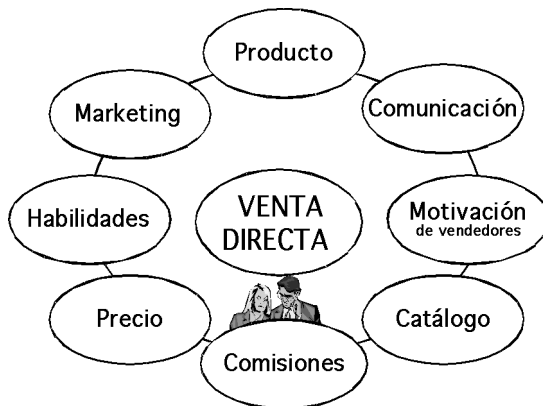 Producto
Marketing
Comunicación
Habilidades
VENTA
DIRECTA
Motivación
de vendedores
Precio
Catálogo
Comisiones